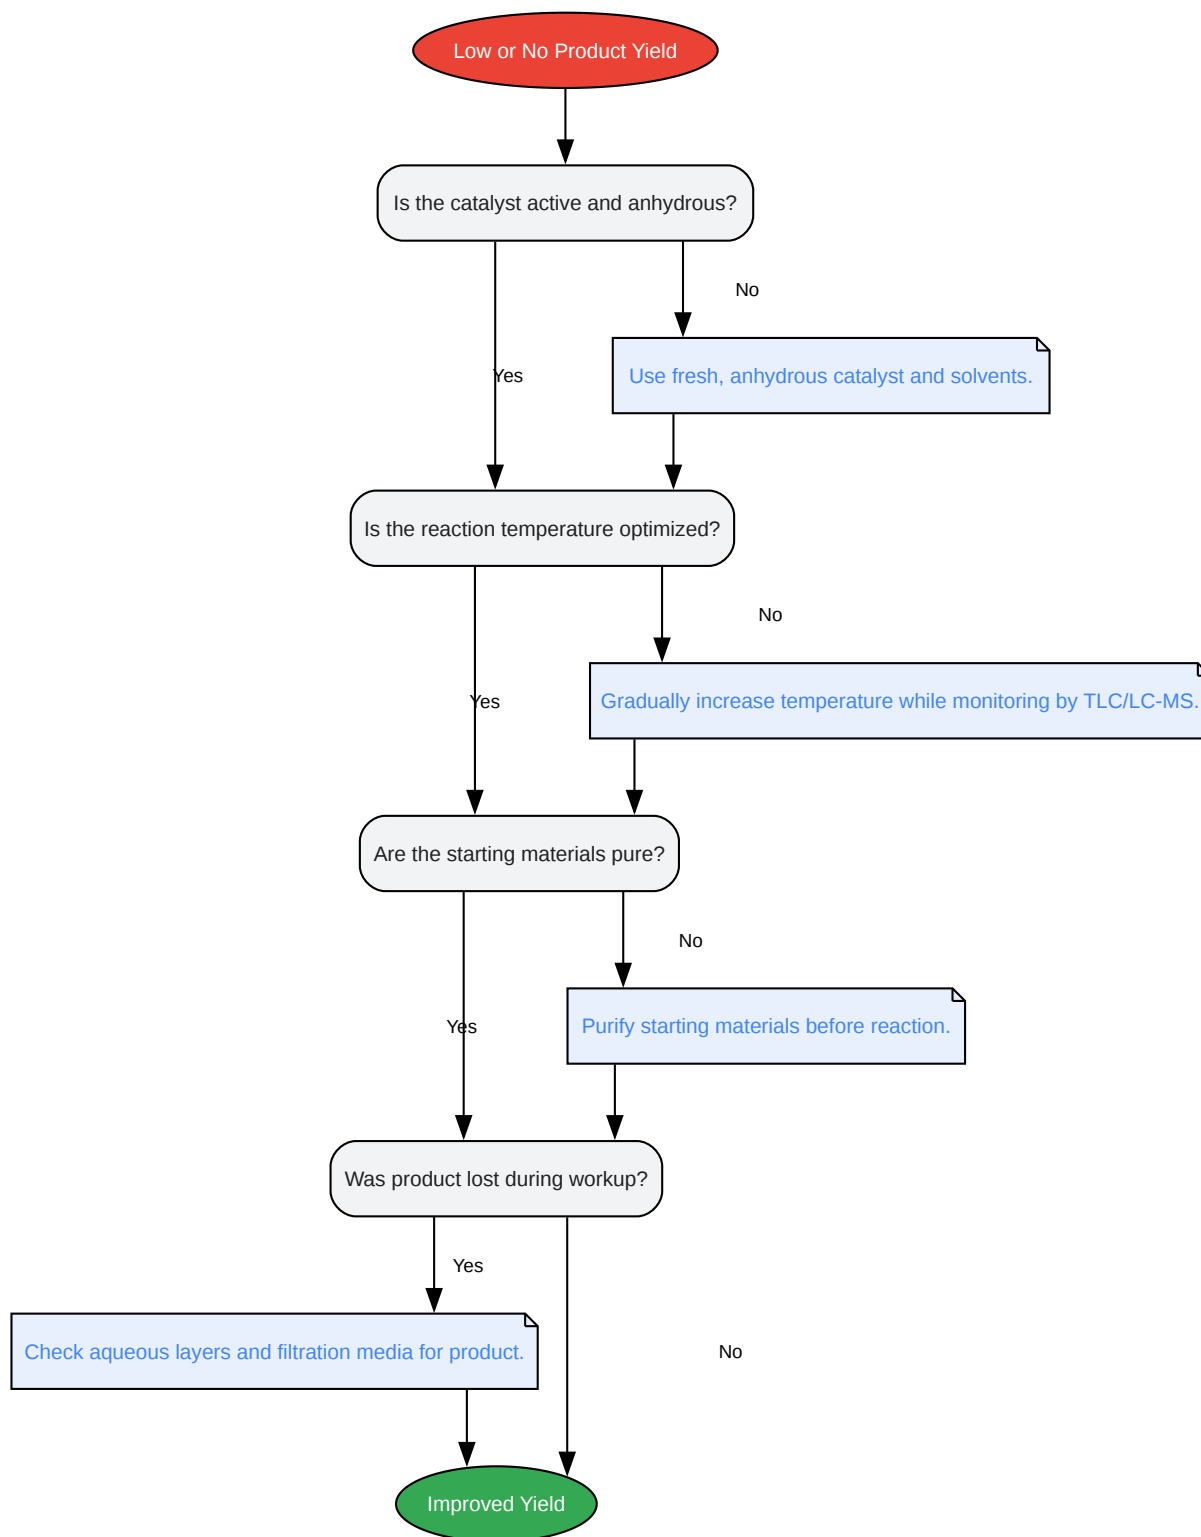 Low or No Product Yield
Is the catalyst active and anhydrous?
No
Yes
Use fresh, anhydrous catalyst and solvents.
Is the reaction temperature optimized?
No
Yes
Gradually increase temperature while monitoring by TLC/LC-MS.
Are the starting materials pure?
No
Yes
Purify starting materials before reaction.
Was product lost during workup?
Yes
Check aqueous layers and filtration media for product.
No
Improved Yield